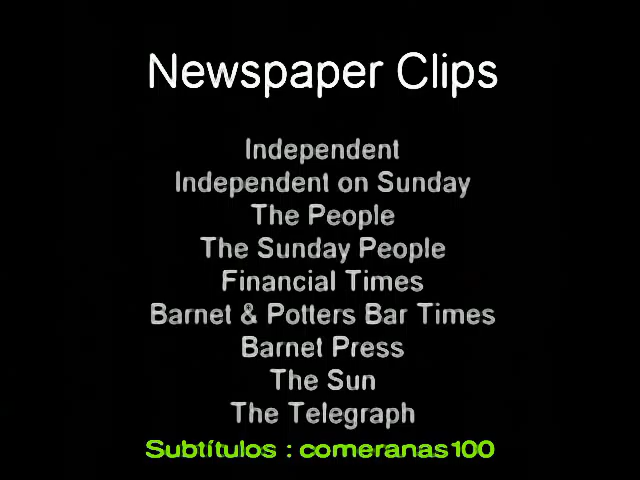 Newspaper Clips
Independent
Independent on Sunday
The People
The Sunday People
Financial Times
Barnet & Potters Bar Times
Barnet Press
The Sun
The Telegraph
Subtítulos : comeranas100